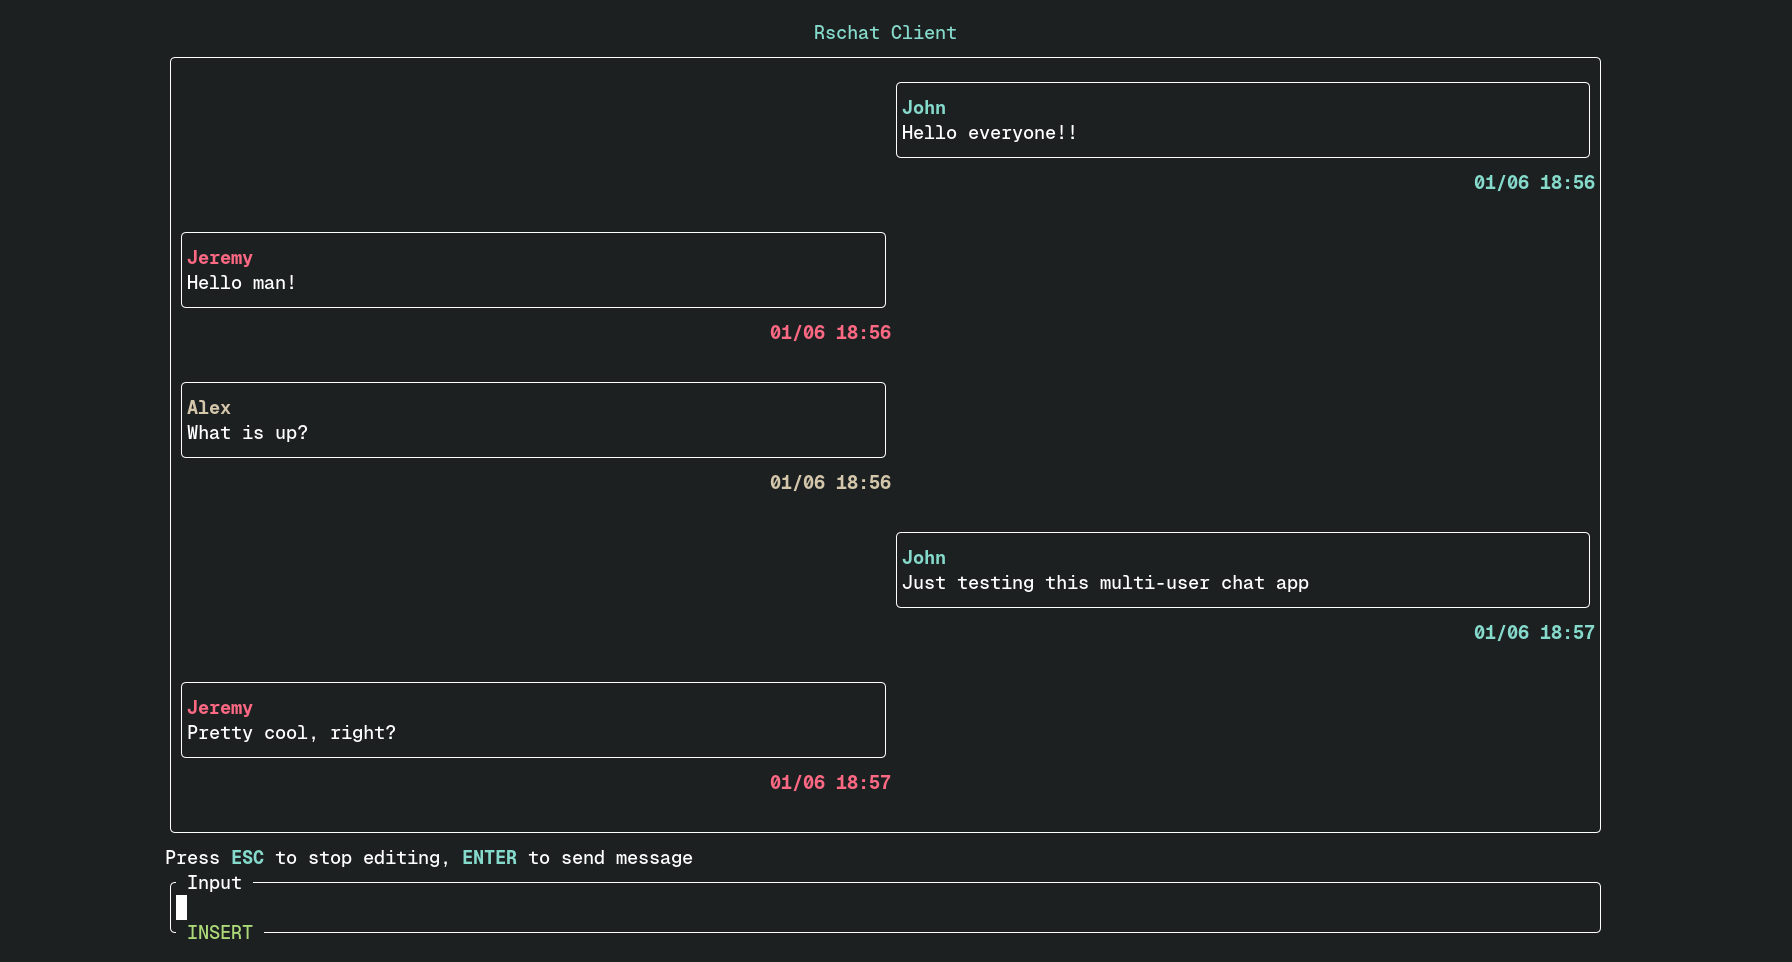 Rschat Client
John
Hello everyone!!
01/06 18:56
Jeremy
Hello man!
01/06 18:56
Alex
What is up?
01/06 18:56
John
Just testing this multi-user chat app
01/06 18:57
Jeremy
Pretty cool, right?
01/06 18:57
Press ESC to stop editing, ENTER to send message
Input
INSERT